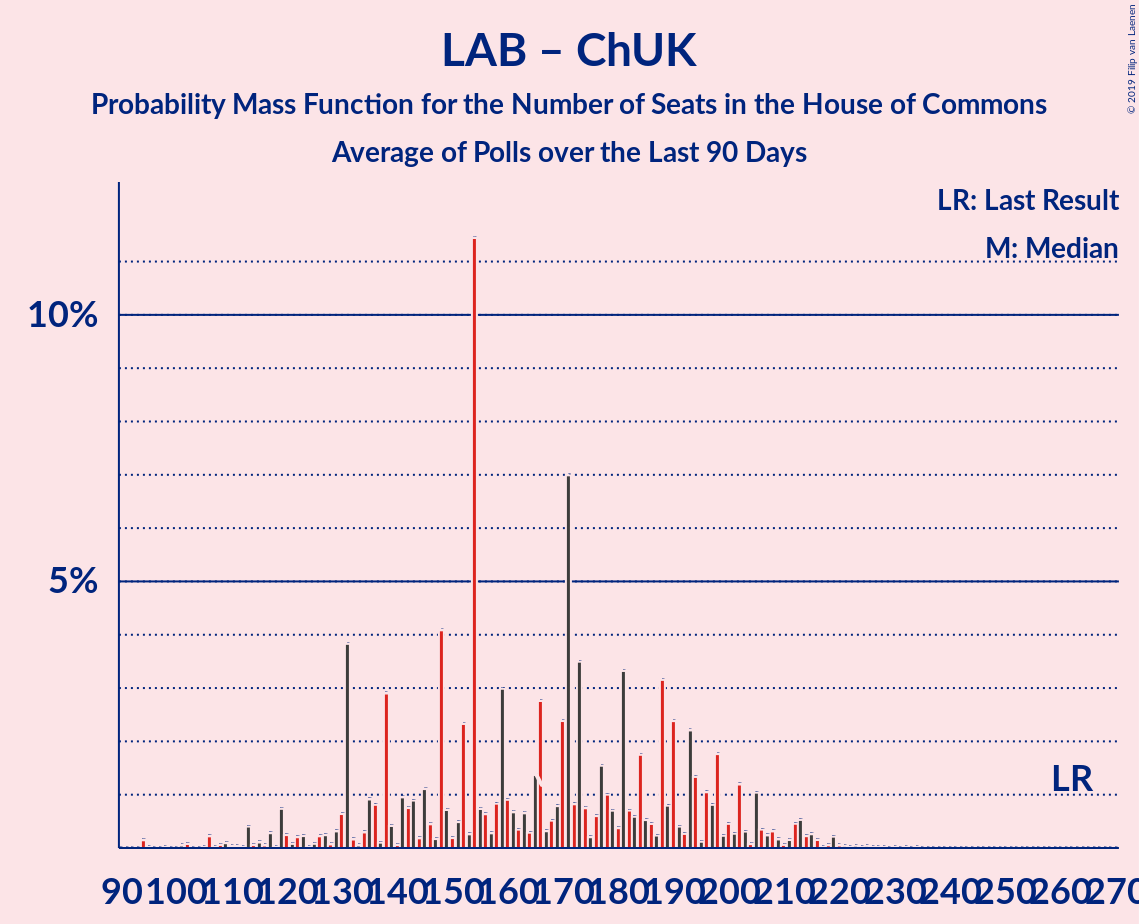 LAB – ChUK
Probability Mass Function for the Number of Seats in the House of Commons
Average of Polls over the Last 90 Days
© 2019 Filip van Laenen
LR: Last Result
M: Median
10%
5%
LR
90 100 110 120 130 140 150 160 170 180 190 200 210 220 230 240 250 260 270